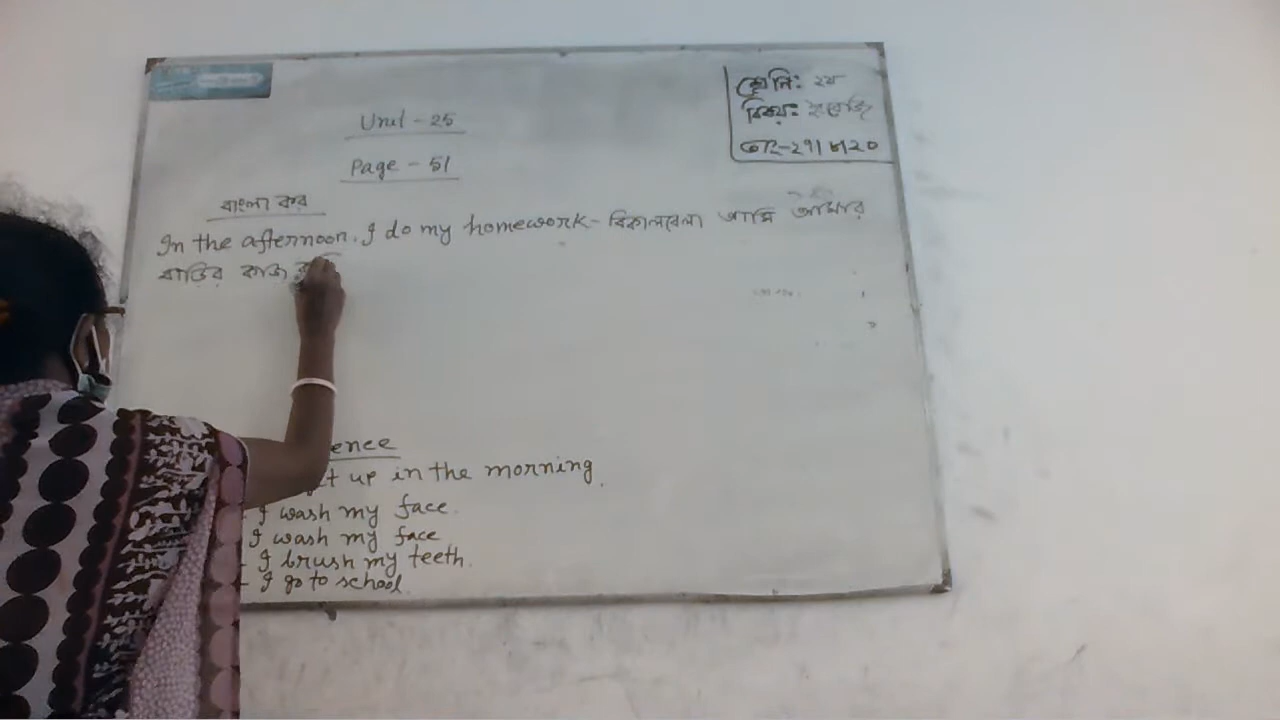 শ্রেণি: ২য়
বিষয়: ইংরেজি
তাং-২৭/৮/২০
Unit - 25
Page - 51
বাংলা কর
In the afternoon, I do my homework - বিকালবেলা আমি আমার
বাড়ির কাজ
ence
t up in the morning.
I wash my face.
I wash my face
- I brush my teeth.
- I go to school.